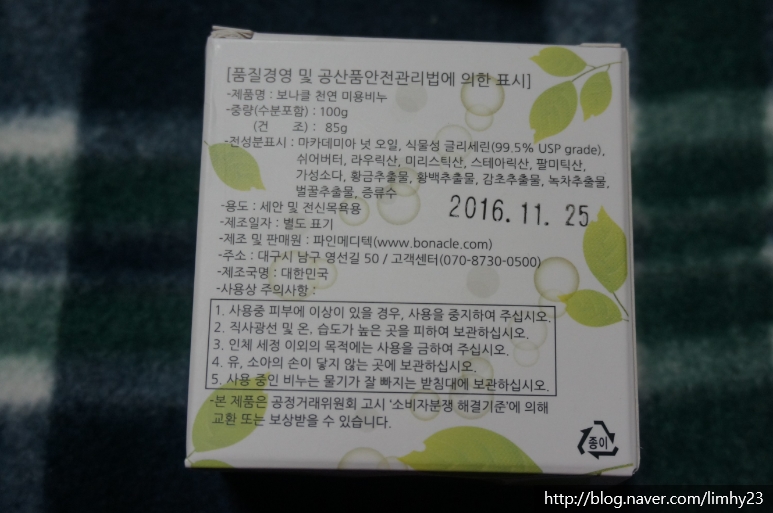 [품질경영 및 공산품안전관리법에 의한 표시]
-제품명 : 보나클 천연 미용비누
-중량(수분포함) : 100g
(건 조) : 85g
-전성분표시 : 마카데미아 넛 오일, 식물성 글리세린(99.5% USP grade),
쉬어버터, 라우릭산, 미리스틱산, 스테아릭산, 팔미틱산,
가성소다, 황금추출물, 황백추출물, 감초추출물, 녹차추출물,
벌꿀추출물, 증류수
-용도 : 세안 및 전신목욕용
2016. 11. 25
-제조일자 : 별도 표기
-제조 및 판매원 : 파인메디텍(www.bonacle.com)
-주소 : 대구시 남구 영선길 50 / 고객센터(070-8730-0500)
-제조국명 : 대한민국
-사용상 주의사항 :
1. 사용중 피부에 이상이 있을 경우, 사용을 중지하여 주십시오.
2. 직사광선 및 온, 습도가 높은 곳을 피하여 보관하십시오.
3. 인체 세정 이외의 목적에는 사용을 금하여 주십시오.
4. 유, 소아의 손이 닿지 않는 곳에 보관하십시오.
5. 사용 중인 비누는 물기가 잘 빠지는 받침대에 보관하십시오.
-본 제품은 공정거래위원회 고시 '소비자분쟁 해결기준'에 의해
교환 또는 보상받을 수 있습니다.
종이
http://blog.naver.com/limhy23